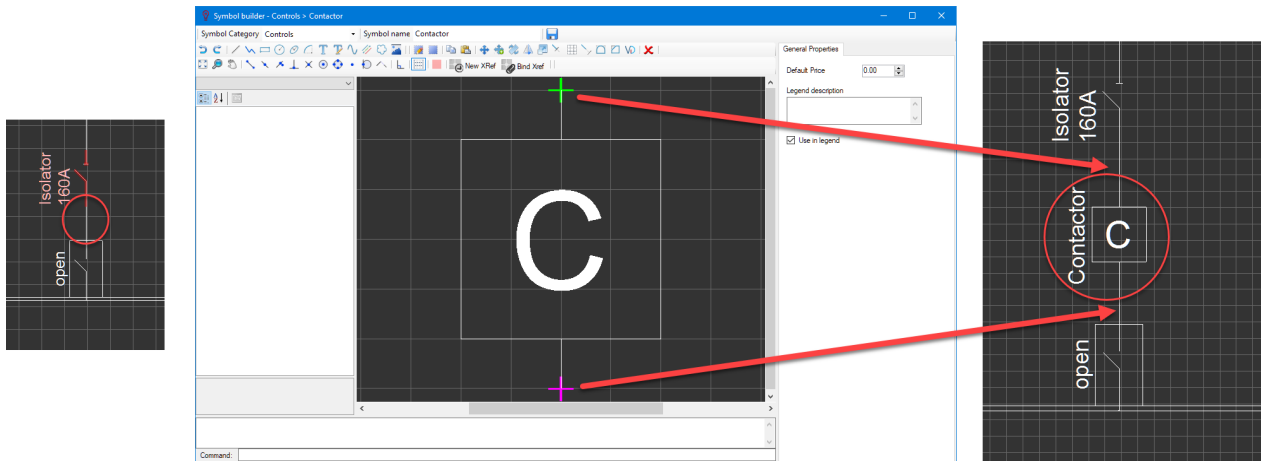 Isolator
160A
open
Symbol builder - Controls > Contactor
Symbol Category Controls
Symbol name Contactor
New XRef
Bind Xref
General Properties
Default Price 0.00
Legend description
Use in legend
C
Command:
Isolator
160A
Contactor
C
open